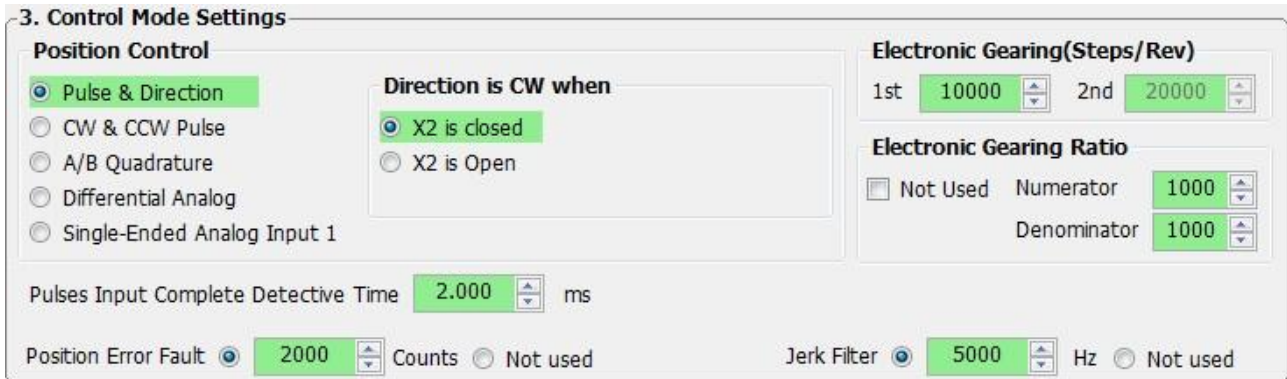 3. Control Mode Settings
Position Control
Pulse & Direction
CW & CCW Pulse
A/B Quadrature
Differential Analog
Single-Ended Analog Input 1
Direction is CW when
X2 is closed
X2 is Open
Electronic Gearing(Steps/Rev)
1st 10000 2nd 20000
Electronic Gearing Ratio
Not Used Numerator 1000
Denominator 1000
Pulses Input Complete Detective Time 2.000 ms
Position Error Fault 2000 Counts Not used Jerk Filter 5000 Hz Not used